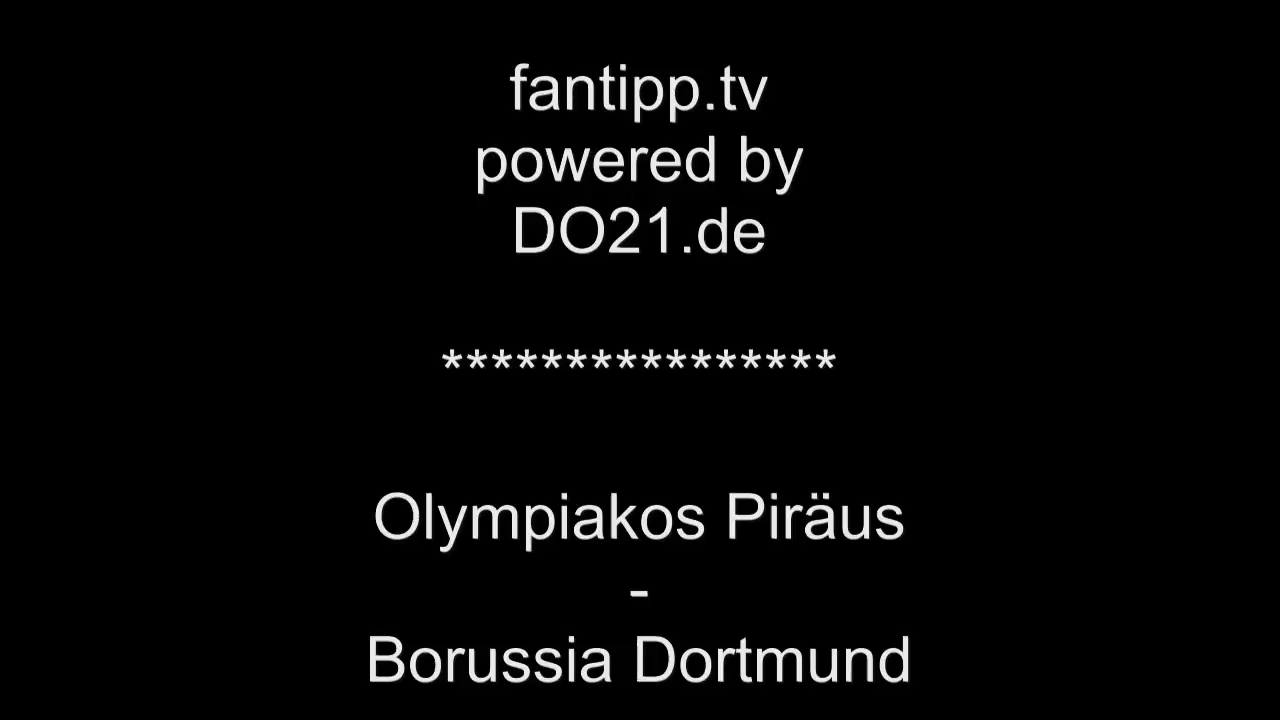 fantipp.tv
powered by
DO21.de
****************
Olympiakos Piräus
-
Borussia Dortmund